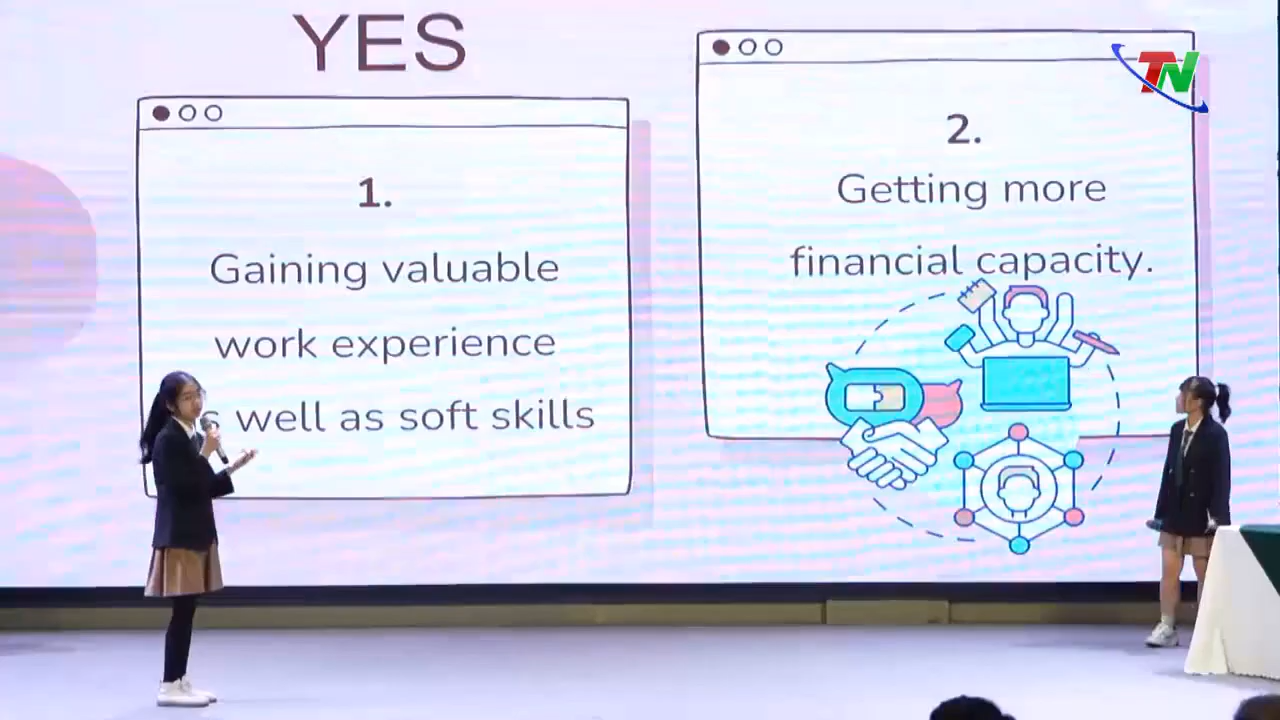 YES
1.
Gaining valuable
work experience
s well as soft skills
2.
Getting more
financial capacity.
TN